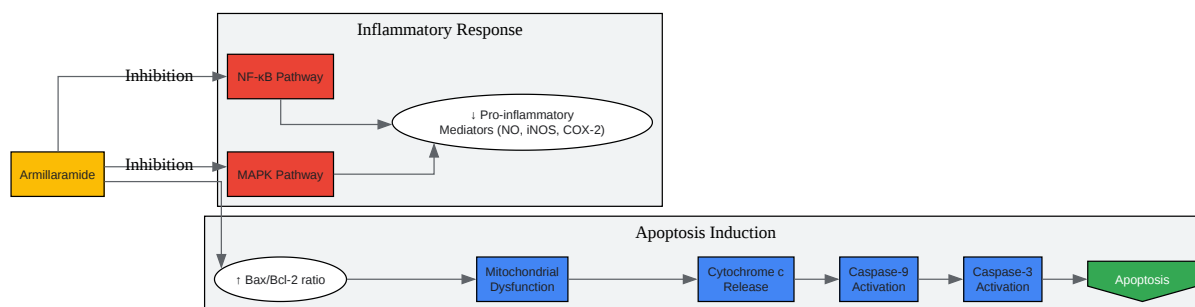 Inflammatory Response
Inhibition
NF-κB Pathway
↓ Pro-inflammatory
Mediators (NO, iNOS, COX-2)
Armillaramide
Inhibition
MAPK Pathway
Apoptosis Induction
↑ Bax/Bcl-2 ratio
Mitochondrial
Dysfunction
Cytochrome c
Release
Caspase-9
Activation
Caspase-3
Activation
Apoptosis